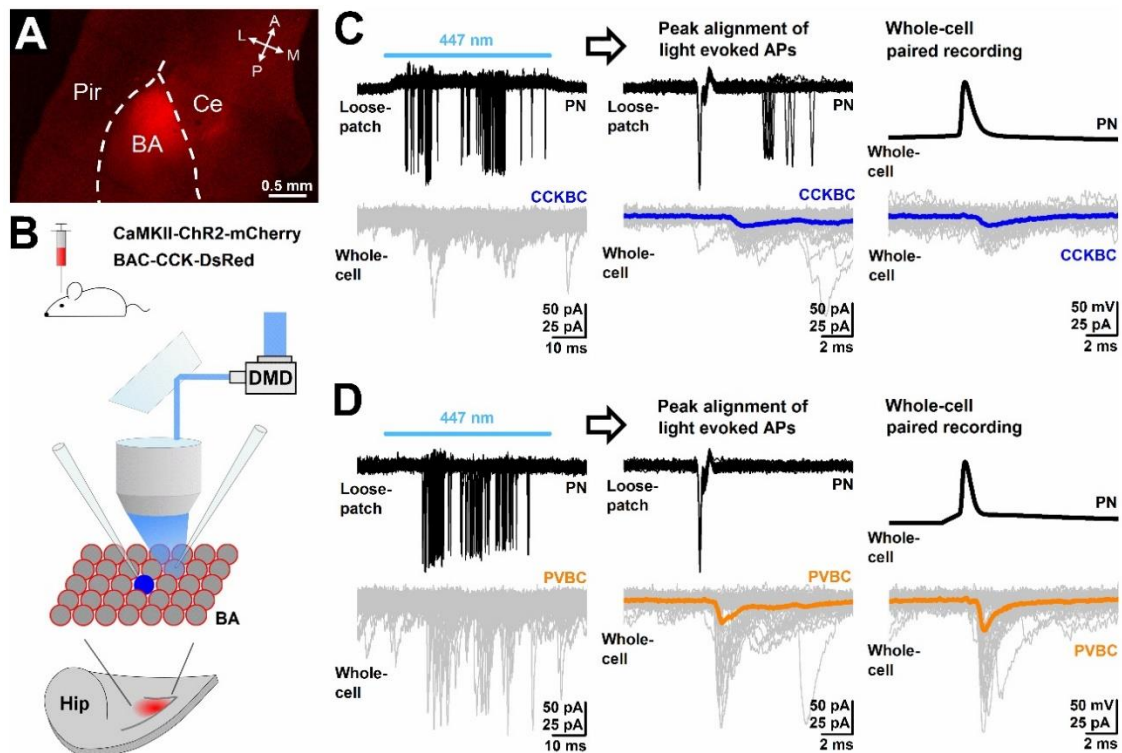 A
L
A
M
P
Pir
Ce
BA
0.5 mm
B
CaMKII-ChR2-mCherry
BAC-CCK-DsRed
DMD
BA
Hip
C
447 nm
Loose-
patch
PN
CCKBC
Whole-
cell
50 pA
25 pA
10 ms
Peak alignment of
light evoked APs
Loose-
patch
PN
CCKBC
Whole-
cell
50 pA
25 pA
2 ms
Whole-cell
paired recording
PN
Whole-
cell
Whole-
cell
CCKBC
50 mV
25 pA
2 ms
D
447 nm
Loose-
patch
PN
PVBC
Whole-
cell
50 pA
25 pA
10 ms
Peak alignment of
light evoked APs
Loose-
patch
PN
PVBC
Whole-
cell
50 pA
25 pA
2 ms
Whole-cell
paired recording
PN
Whole-
cell
Whole-
cell
PVBC
50 mV
25 pA
2 ms